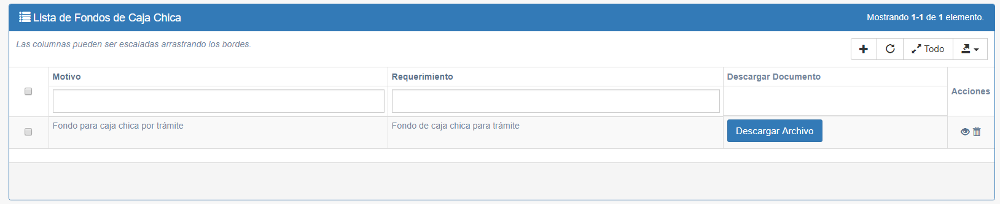 Lista de Fondos de Caja Chica
Mostrando 1-1 de 1 elemento.
Las columnas pueden ser escaladas arrastrando los bordes.
Todo
Motivo
Requerimiento
Descargar Documento
Acciones
Fondo para caja chica por trámite
Fondo de caja chica para trámite
Descargar Archivo